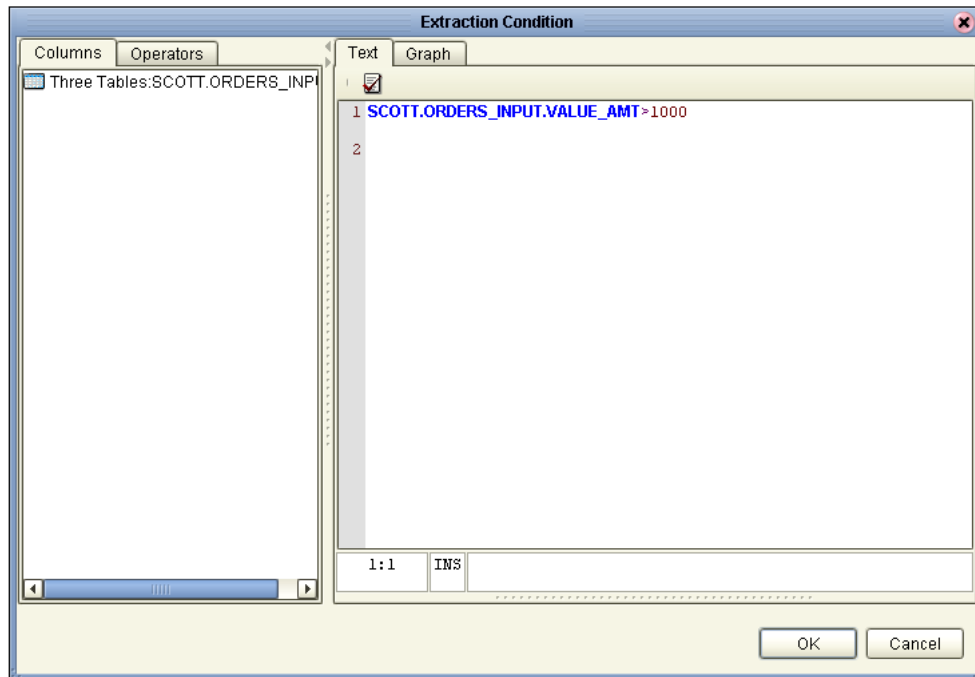 Extraction Condition
Columns
Operators
Text
Graph
Three Tables:SCOTT.ORDERS_INPU
1 SCOTT.ORDERS_INPUT.VALUE_AMT>1000
2
1:1 INS
OK
Cancel